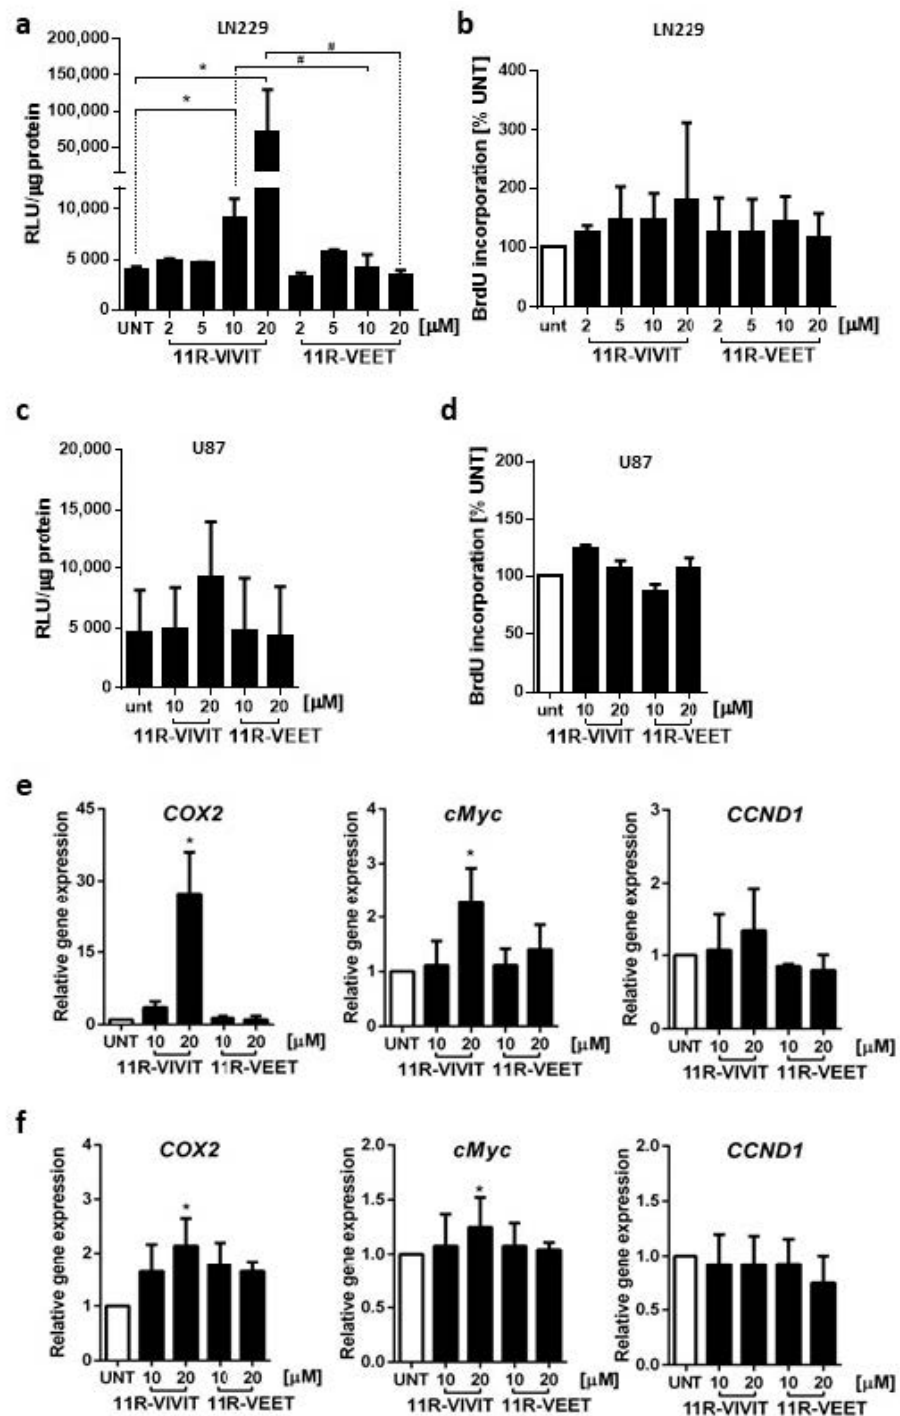 a
LN229
RLU/µg protein
200,000
150,000
100,000
50,000
10,000
5 000
0
*
*
#
#
UNT 2 5 10 20 2 5 10 20 [µM]
11R-VIVIT 11R-VEET
b
LN229
BrdU incorporation [% UNT]
400
300
200
100
0
unt 2 5 10 20 2 5 10 20 [µM]
11R-VIVIT 11R-VEET
c
U87
RLU/µg protein
20,000
15,000
10,000
5 000
0
unt 10 20 10 20 [µM]
11R-VIVIT 11R-VEET
d
U87
BrdU incorporation [% UNT]
200
150
100
50
0
unt 10 20 10 20 [µM]
11R-VIVIT 11R-VEET
e
COX2
Relative gene expression
45
30
15
0
*
UNT 10 20 10 20 [µM]
11R-VIVIT 11R-VEET
cMyc
Relative gene expression
4
3
2
1
0
*
UNT 10 20 10 20 [µM]
11R-VIVIT 11R-VEET
CCND1
Relative gene expression
3
2
1
0
UNT 10 20 10 20 [µM]
11R-VIVIT 11R-VEET
f
COX2
Relative gene expression
4
3
2
1
0
*
UNT 10 20 10 20 [µM]
11R-VIVIT 11R-VEET
cMyc
Relative gene expression
2.0
1.5
1.0
0.5
0.0
*
UNT 10 20 10 20 [µM]
11R-VIVIT 11R-VEET
CCND1
Relative gene expression
2.0
1.5
1.0
0.5
0.0
UNT 10 20 10 20 [µM]
11R-VIVIT 11R-VEET